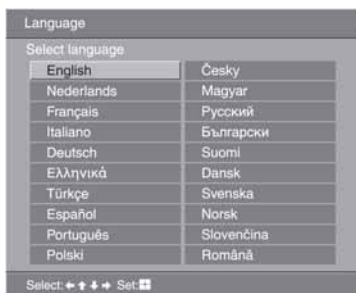 Language
Select language
English Česky
Nederlands Magyar
Français Русский
Italiano Български
Deutsch Suomi
Ελληνικά Dansk
Türkçe Svenska
Español Norsk
Português Slovenčina
Polski Română
Select: ← ↑ ↓ → Set: